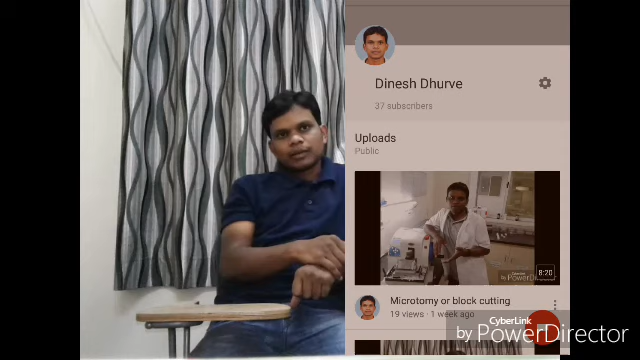 Dinesh Dhurve
37 subscribers
Uploads
Public
8:20
Microtomy or block cutting
19 views · 1 week ago
CyberLink
by PowerDirector